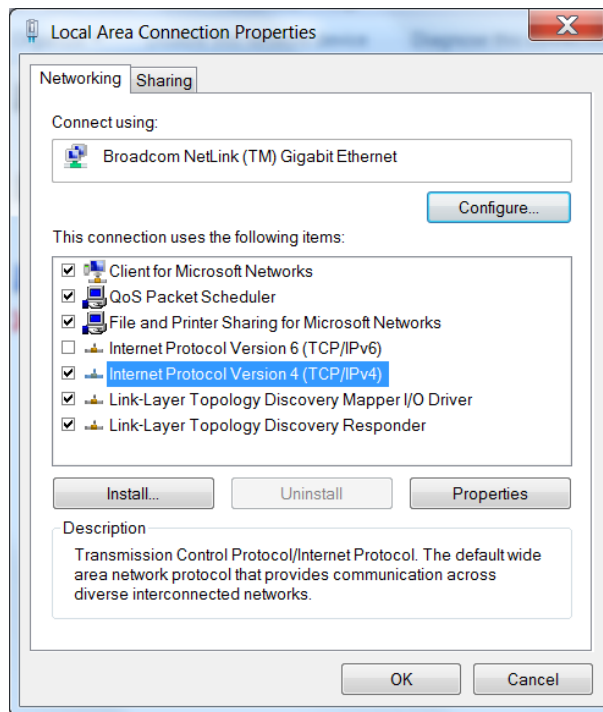 Local Area Connection Properties
Networking
Sharing
Connect using:
Broadcom NetLink (TM) Gigabit Ethernet
Configure...
This connection uses the following items:
Client for Microsoft Networks
QoS Packet Scheduler
File and Printer Sharing for Microsoft Networks
Internet Protocol Version 6 (TCP/IPv6)
Internet Protocol Version 4 (TCP/IPv4)
Link-Layer Topology Discovery Mapper I/O Driver
Link-Layer Topology Discovery Responder
Install...
Uninstall
Properties
Description
Transmission Control Protocol/Internet Protocol. The default wide
area network protocol that provides communication across
diverse interconnected networks.
OK
Cancel